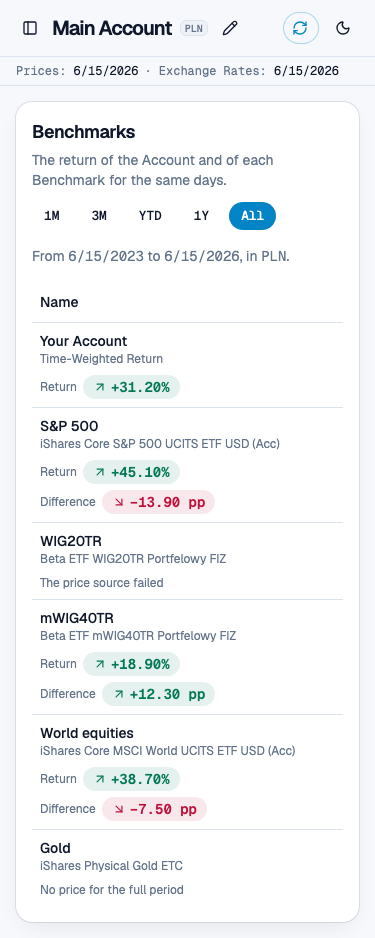 Main Account PLN
Prices: 6/15/2026 · Exchange Rates: 6/15/2026
Benchmarks
The return of the Account and of each
Benchmark for the same days.
1M 3M YTD 1Y All
From 6/15/2023 to 6/15/2026, in PLN.
Name
Your Account
Time-Weighted Return
Return +31.20%
S&P 500
iShares Core S&P 500 UCITS ETF USD (Acc)
Return +45.10%
Difference −13.90 pp
WIG20TR
Beta ETF WIG20TR Portfelowy FIZ
The price source failed
mWIG40TR
Beta ETF mWIG40TR Portfelowy FIZ
Return +18.90%
Difference +12.30 pp
World equities
iShares Core MSCI World UCITS ETF USD (Acc)
Return +38.70%
Difference −7.50 pp
Gold
iShares Physical Gold ETC
No price for the full period